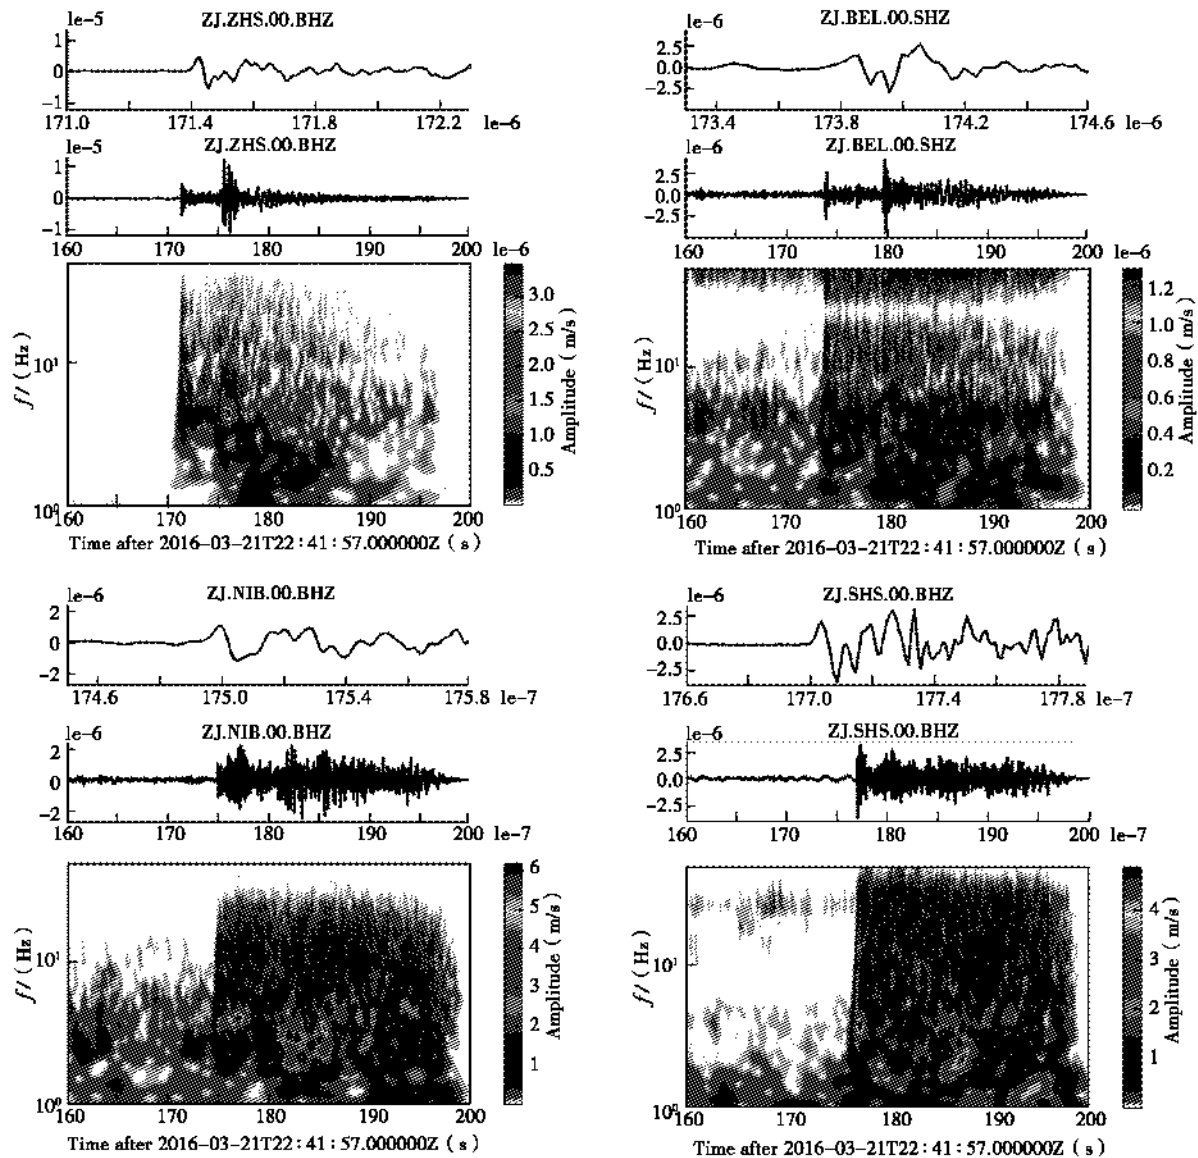 1e-5 ZJ.ZHS.00.BHZ
1
0
-1
171.0 171.4 171.8 172.2 1e-6
1e-5 ZJ.ZHS.00.BHZ
1
0
-1
160 170 180 190 200
1e-6
f/(Hz)
10¹
10⁰
160 170 180 190 200
3.0
2.5
2.0
1.5
1.0
0.5
Amplitude (m/s)
Time after 2016-03-21T22:41:57.000000Z (s)
1e-6 ZJ.BEL.00.SHZ
2.5
0.0
-2.5
173.4 173.8 174.2 174.6 1e-6
1e-6 ZJ.BEL.00.SHZ
2.5
0.0
-2.5
160 170 180 190 200
1e-6
f/(Hz)
10¹
10⁰
160 170 180 190 200
1.2
1.0
0.8
0.6
0.4
0.2
Amplitude (m/s)
Time after 2016-03-21T22:41:57.000000Z (s)
1e-6 ZJ.NIB.00.BHZ
2
0
-2
174.6 175.0 175.4 175.8 1e-7
1e-6 ZJ.NIB.00.BHZ
2
0
-2
160 170 180 190 200 1e-7
f/(Hz)
10¹
10⁰
160 170 180 190 200
6
5
4
3
2
1
Amplitude (m/s)
Time after 2016-03-21T22:41:57.000000Z (s)
1e-6 ZJ.SHS.00.BHZ
2.5
0.0
-2.5
176.6 177.0 177.4 177.8 1e-7
1e-6 ZJ.SHS.00.BHZ
2.5
0.0
-2.5
160 170 180 190 200
1e-7
f/(Hz)
10¹
10⁰
160 170 180 190 200
4
3
2
1
Amplitude (m/s)
Time after 2016-03-21T22:41:57.000000Z (s)